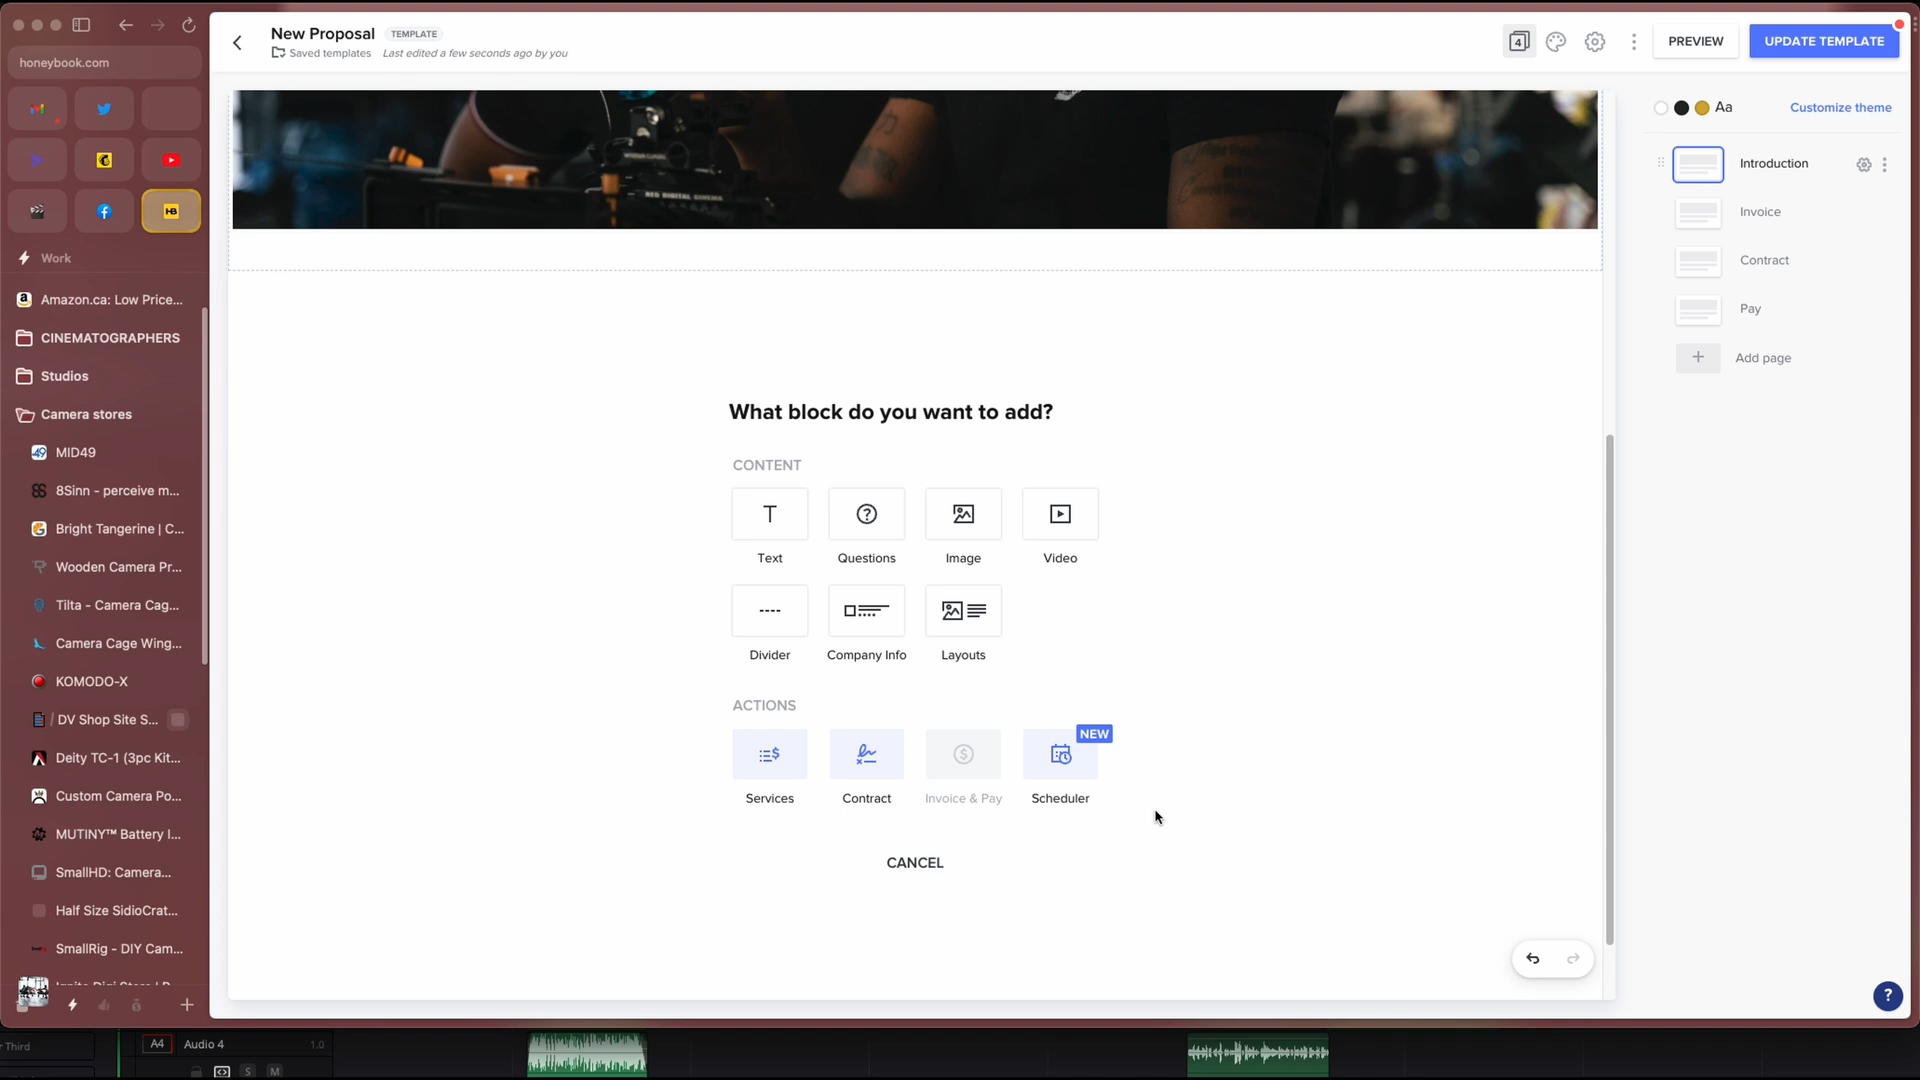 honeybook.com
HB
Work
Amazon.ca: Low Price...
CINEMATOGRAPHERS
Studios
Camera stores
MID49
8Sinn - perceive m...
Bright Tangerine | C...
Wooden Camera Pr...
Tilta - Camera Cag...
Camera Cage Wing...
KOMODO-X
/ DV Shop Site S...
Deity TC-1 (3pc Kit...
Custom Camera Po...
MUTINY™ Battery I...
SmallHD: Camera...
Half Size SidioCrat...
SmallRig - DIY Cam...
New Proposal
TEMPLATE
Saved templates
Last edited a few seconds ago by you
4
PREVIEW
UPDATE TEMPLATE
RED DIGITAL CINEMA
What block do you want to add?
CONTENT
Text
Questions
Image
Video
Divider
Company Info
Layouts
ACTIONS
NEW
Services
Contract
Invoice & Pay
Scheduler
CANCEL
Aa
Customize theme
Introduction
Invoice
Contract
Pay
Add page
?
r Third
A4
Audio 4
1.0
S
M